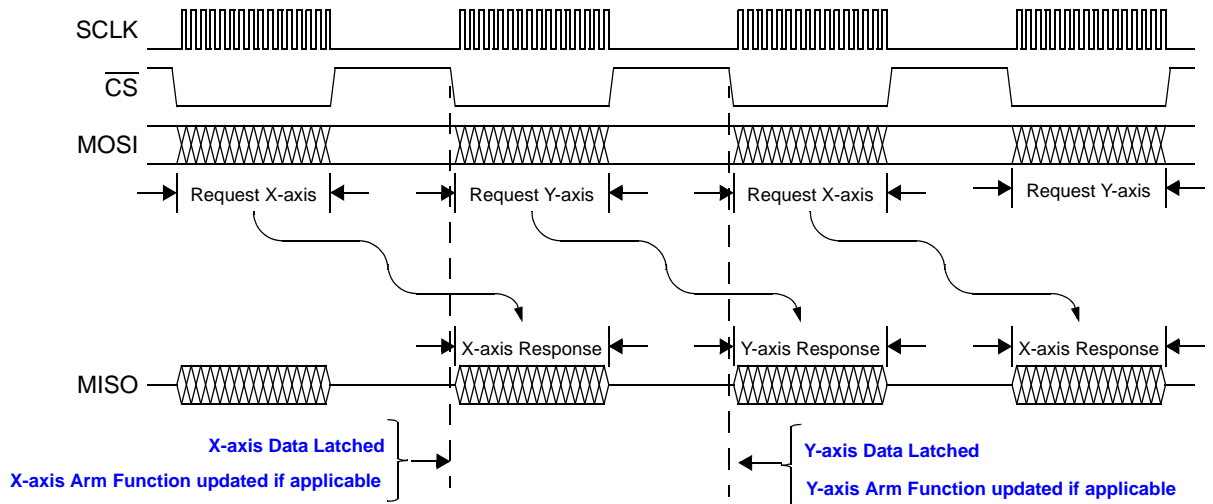 SCLK
CS
MOSI
Request X-axis
Request Y-axis
Request X-axis
Request Y-axis
X-axis Response
Y-axis Response
X-axis Response
MISO
X-axis Data Latched
X-axis Arm Function updated if applicable
Y-axis Data Latched
Y-axis Arm Function updated if applicable